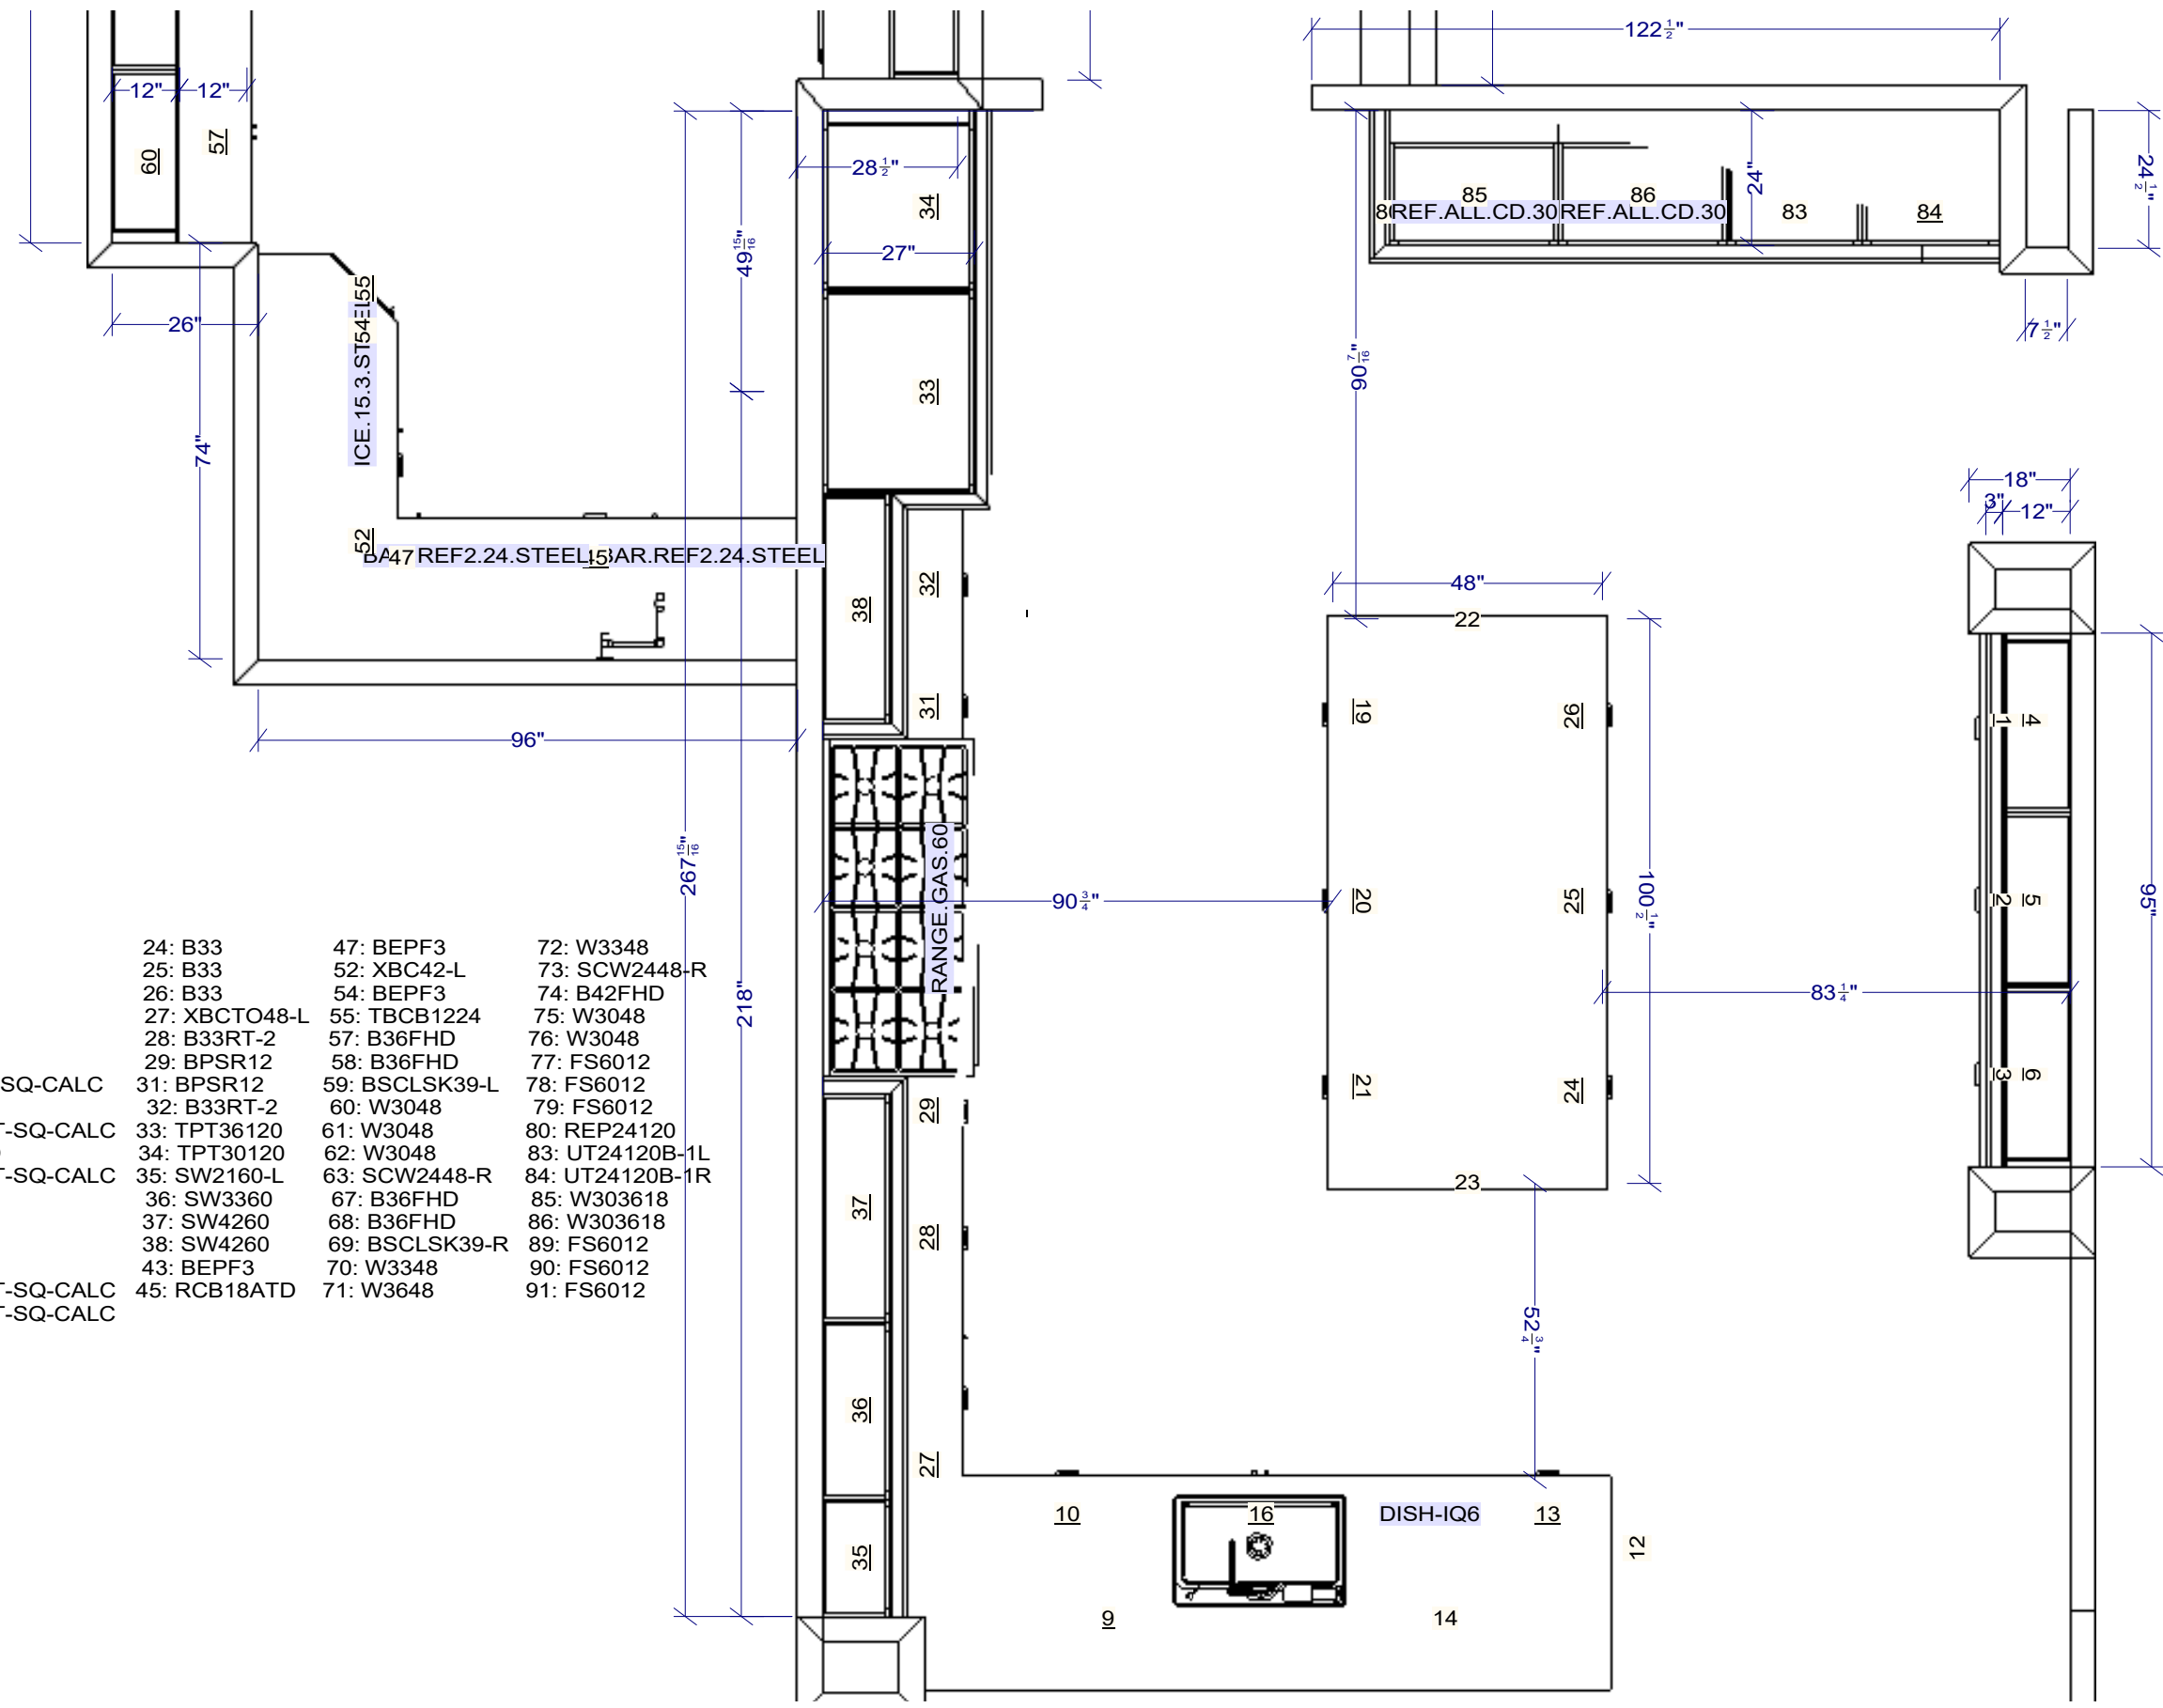 122 1/2"
12" 12"
60
57
28 1/2"
34
27"
49 15/16"
33
85
86
REF.ALL.CD.30 REF.ALL.CD.30
83
84
24"
24 1/2"
7 1/2"
90 7/16"
26"
55
54
ICE.15.3.ST
74"
52
47 REF2.24.STEEL
45 BAR.REF2.24.STEEL
96"
38
32
31
18"
3" 12"
48"
22
19
26
1
4
267 15/16"
218"
RANGE.GAS.60
90 3/4"
20
25
100 1/2"
2
5
95"
83 1/4"
21
24
3
6
23
29
37
28
52 3/4"
36
27
35
10
16
DISH-IQ6
13
12
9
14
24: B33 47: BEPF3 72: W3348
25: B33 52: XBC42-L 73: SCW2448-R
26: B33 54: BEPF3 74: B42FHD
27: XBCTO48-L 55: TBCB1224 75: W3048
28: B33RT-2 57: B36FHD 76: W3048
29: BPSR12 58: B36FHD 77: FS6012
SQ-CALC 31: BPSR12 59: BSCLSK39-L 78: FS6012
32: B33RT-2 60: W3048 79: FS6012
T-SQ-CALC 33: TPT36120 61: W3048 80: REP24120
34: TPT30120 62: W3048 83: UT24120B-1L
T-SQ-CALC 35: SW2160-L 63: SCW2448-R 84: UT24120B-1R
36: SW3360 67: B36FHD 85: W303618
37: SW4260 68: B36FHD 86: W303618
38: SW4260 69: BSCLSK39-R 89: FS6012
43: BEPF3 70: W3348 90: FS6012
T-SQ-CALC 45: RCB18ATD 71: W3648 91: FS6012
T-SQ-CALC